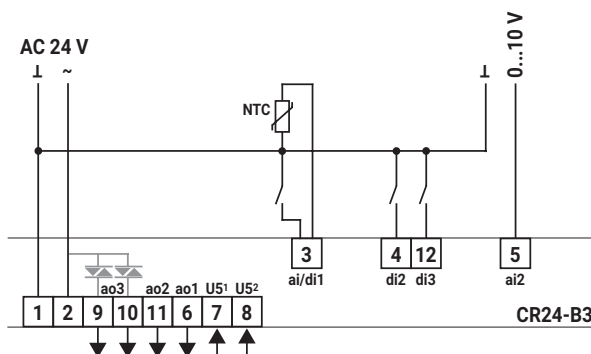 AC 24 V
⊥ ~
⊥ 0...10 V
NTC
3 4 12 5
ai/di1 di2 di3 ai2
ao3 ao2 ao1 U5¹ U5²
1 2 9 10 11 6 7 8
CR24-B3